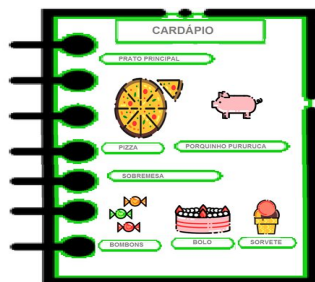 CARDÁPIO
PRATO PRINCIPAL
PIZZA
PORQUINHO PURURUCA
SOBREMESA
BOMBONS
BOLO
SORVETE